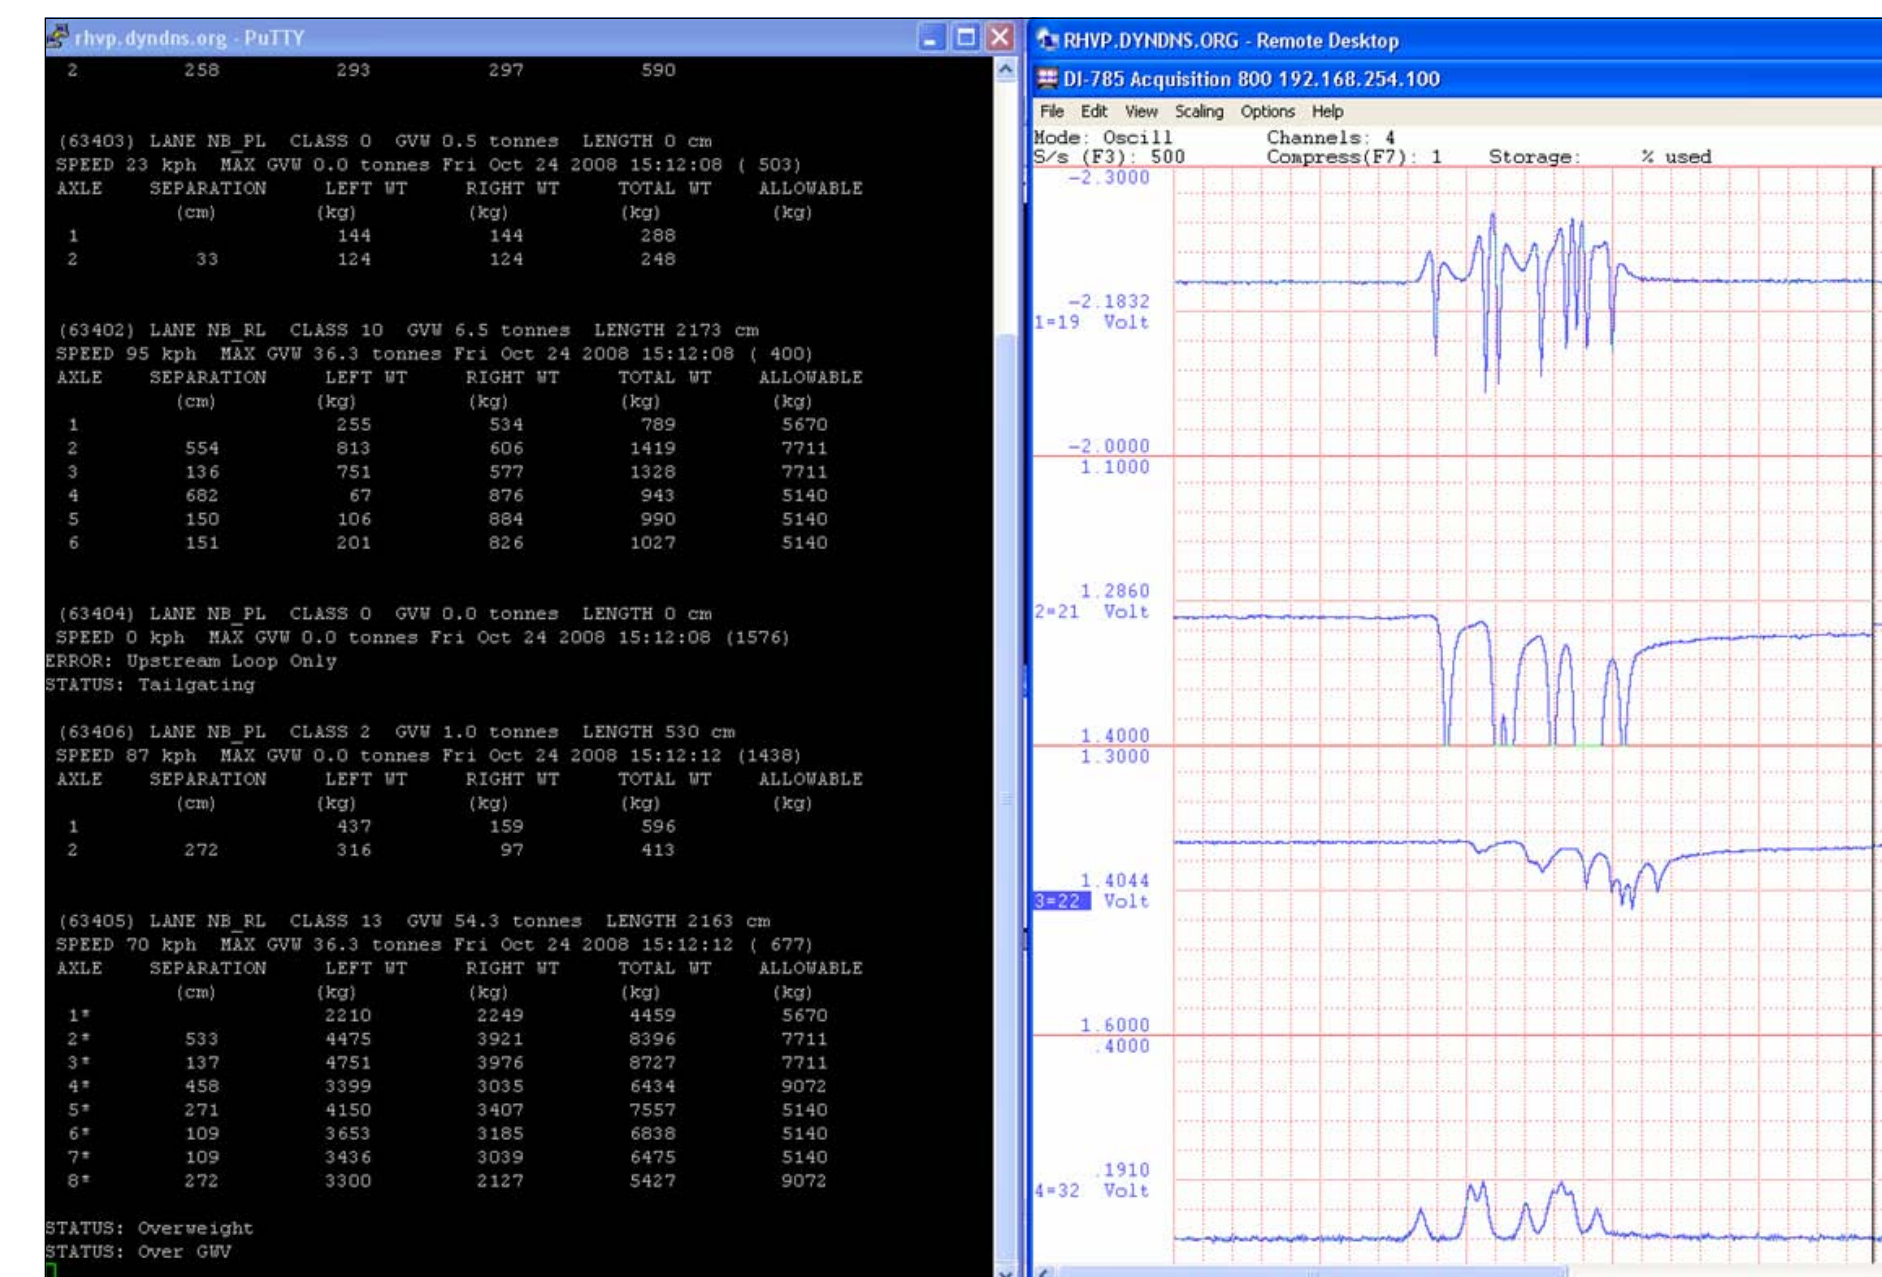 rhvp.dyndns.org - PuTTY
2 258 293 297 590
(63403) LANE NB_PL CLASS 0 GVW 0.5 tonnes LENGTH 0 cm
SPEED 23 kph MAX GVW 0.0 tonnes Fri Oct 24 2008 15:12:08 ( 503)
AXLE SEPARATION LEFT WT RIGHT WT TOTAL WT ALLOWABLE
(cm) (kg) (kg) (kg) (kg)
1 144 144 288
2 33 124 124 248
(63402) LANE NB_RL CLASS 10 GVW 6.5 tonnes LENGTH 2173 cm
SPEED 95 kph MAX GVW 36.3 tonnes Fri Oct 24 2008 15:12:08 ( 400)
AXLE SEPARATION LEFT WT RIGHT WT TOTAL WT ALLOWABLE
(cm) (kg) (kg) (kg) (kg)
1 255 534 789 5670
2 554 813 606 1419 7711
3 136 751 577 1328 7711
4 682 67 876 943 5140
5 150 106 884 990 5140
6 151 201 826 1027 5140
(63404) LANE NB_PL CLASS 0 GVW 0.0 tonnes LENGTH 0 cm
SPEED 0 kph MAX GVW 0.0 tonnes Fri Oct 24 2008 15:12:08 (1576)
ERROR: Upstream Loop Only
STATUS: Tailgating
(63406) LANE NB_PL CLASS 2 GVW 1.0 tonnes LENGTH 530 cm
SPEED 87 kph MAX GVW 0.0 tonnes Fri Oct 24 2008 15:12:12 (1438)
AXLE SEPARATION LEFT WT RIGHT WT TOTAL WT ALLOWABLE
(cm) (kg) (kg) (kg) (kg)
1 437 159 596
2 272 316 97 413
(63405) LANE NB_RL CLASS 13 GVW 54.3 tonnes LENGTH 2163 cm
SPEED 70 kph MAX GVW 36.3 tonnes Fri Oct 24 2008 15:12:12 ( 677)
AXLE SEPARATION LEFT WT RIGHT WT TOTAL WT ALLOWABLE
(cm) (kg) (kg) (kg) (kg)
1* 2210 2249 4459 5670
2* 533 4475 3921 8396 7711
3* 137 4751 3976 8727 7711
4* 458 3399 3035 6434 9072
5* 271 4150 3407 7557 5140
6* 109 3653 3185 6838 5140
7* 109 3436 3039 6475 5140
8* 272 3300 2127 5427 9072
STATUS: Overweight
STATUS: Over GWV
RHVP.DYNDNS.ORG - Remote Desktop
DI-785 Acquisition 800 192.168.254.100
File Edit View Scaling Options Help
Mode: Oscill Channels: 4
S/s (F3): 500 Compress(F7): 1 Storage: % used
-2.3000
-2.1832
1=19 Volt
-2.0000
1.1000
1.2860
2=21 Volt
1.4000
1.3000
1.4044
3=22 Volt
1.6000
.4000
.1910
4=32 Volt